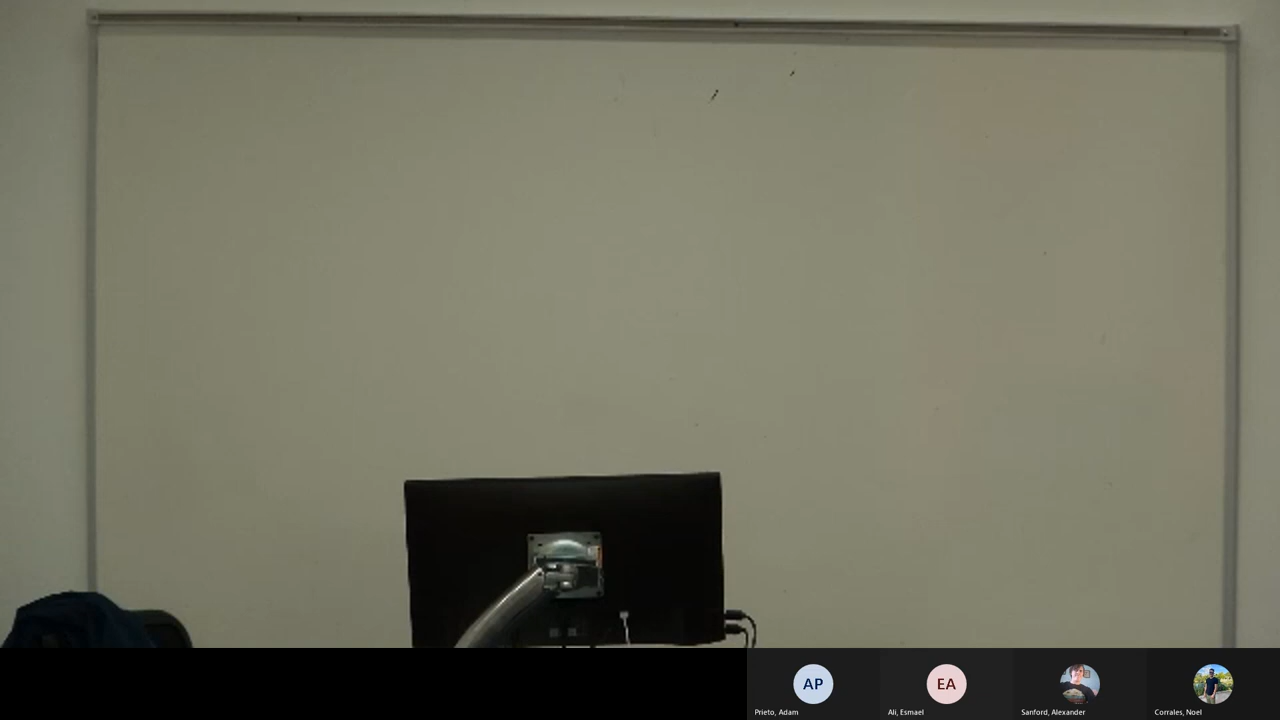 AP
EA
Prieto, Adam
Ali, Esmael
Sanford, Alexander
Corrales, Noel